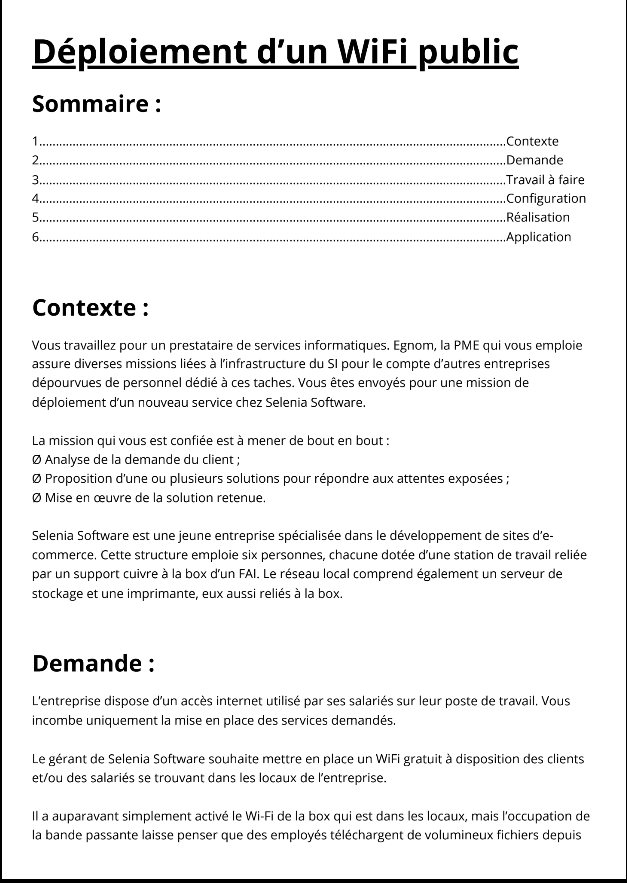 Déploiement d’un WiFi public
Sommaire :
1.............................................................................................................................................Contexte
2.............................................................................................................................................Demande
3.............................................................................................................................................Travail à faire
4.............................................................................................................................................Configuration
5.............................................................................................................................................Réalisation
6.............................................................................................................................................Application
Contexte :
Vous travaillez pour un prestataire de services informatiques. Egnom, la PME qui vous emploie
assure diverses missions liées à l’infrastructure du SI pour le compte d’autres entreprises
dépourvues de personnel dédié à ces taches. Vous êtes envoyés pour une mission de
déploiement d’un nouveau service chez Selenia Software.
La mission qui vous est confiée est à mener de bout en bout :
Ø Analyse de la demande du client ;
Ø Proposition d’une ou plusieurs solutions pour répondre aux attentes exposées ;
Ø Mise en œuvre de la solution retenue.
Selenia Software est une jeune entreprise spécialisée dans le développement de sites d’e-
commerce. Cette structure emploie six personnes, chacune dotée d’une station de travail reliée
par un support cuivre à la box d’un FAI. Le réseau local comprend également un serveur de
stockage et une imprimante, eux aussi reliés à la box.
Demande :
L’entreprise dispose d’un accès internet utilisé par ses salariés sur leur poste de travail. Vous
incombe uniquement la mise en place des services demandés.
Le gérant de Selenia Software souhaite mettre en place un WiFi gratuit à disposition des clients
et/ou des salariés se trouvant dans les locaux de l’entreprise.
Il a auparavant simplement activé le Wi-Fi de la box qui est dans les locaux, mais l’occupation de
la bande passante laisse penser que des employés téléchargent de volumineux fichiers depuis